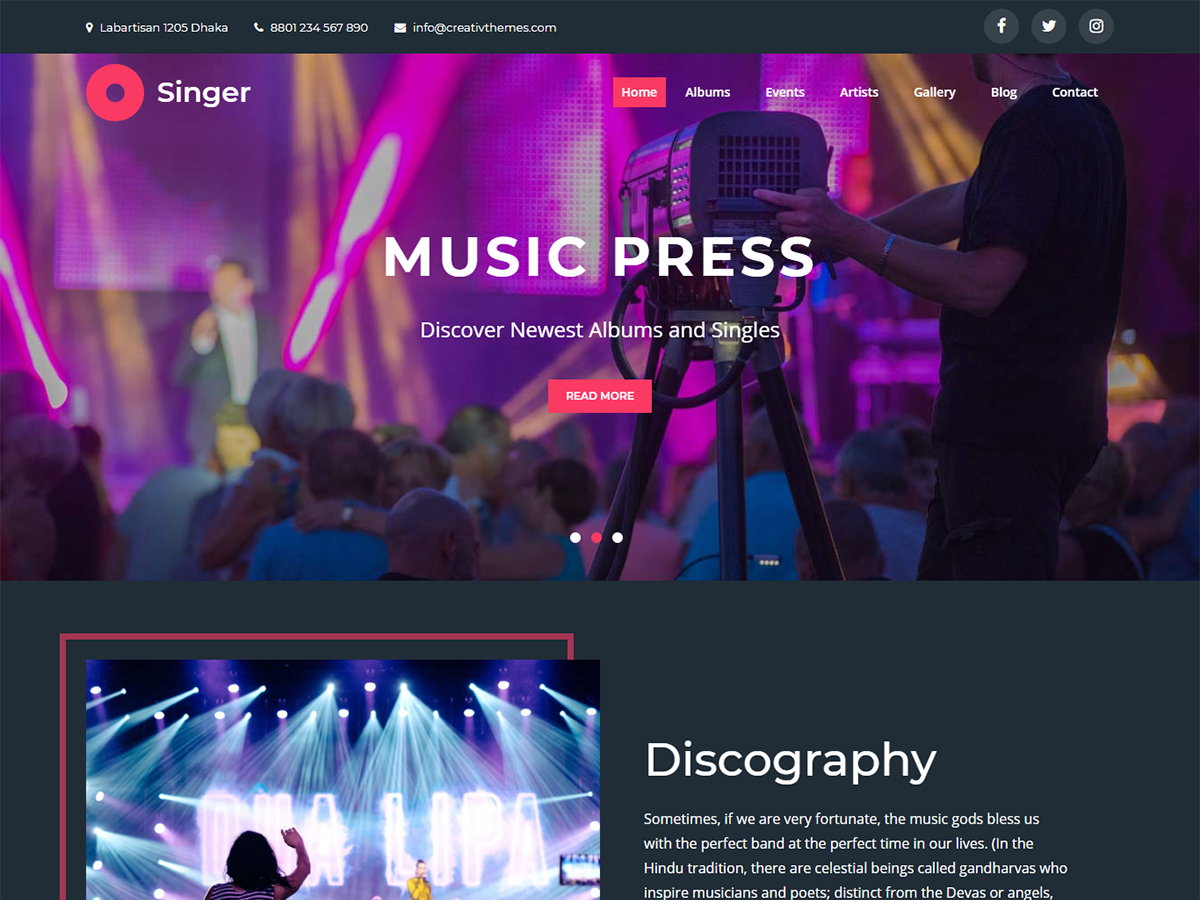 Labartisan 1205 Dhaka 8801 234 567 890 info@creativthemes.com
Singer
Home Albums Events Artists Gallery Blog Contact
MUSIC PRESS
Discover Newest Albums and Singles
READ MORE
DUA LIPA
Discography
Sometimes, if we are very fortunate, the music gods bless us
with the perfect band at the perfect time in our lives. (In the
Hindu tradition, there are celestial beings called gandharvas who
inspire musicians and poets; distinct from the Devas or angels,